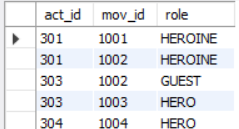 act_id mov_id role
301 1001 HEROINE
301 1002 HEROINE
303 1002 GUEST
303 1003 HERO
304 1004 HERO